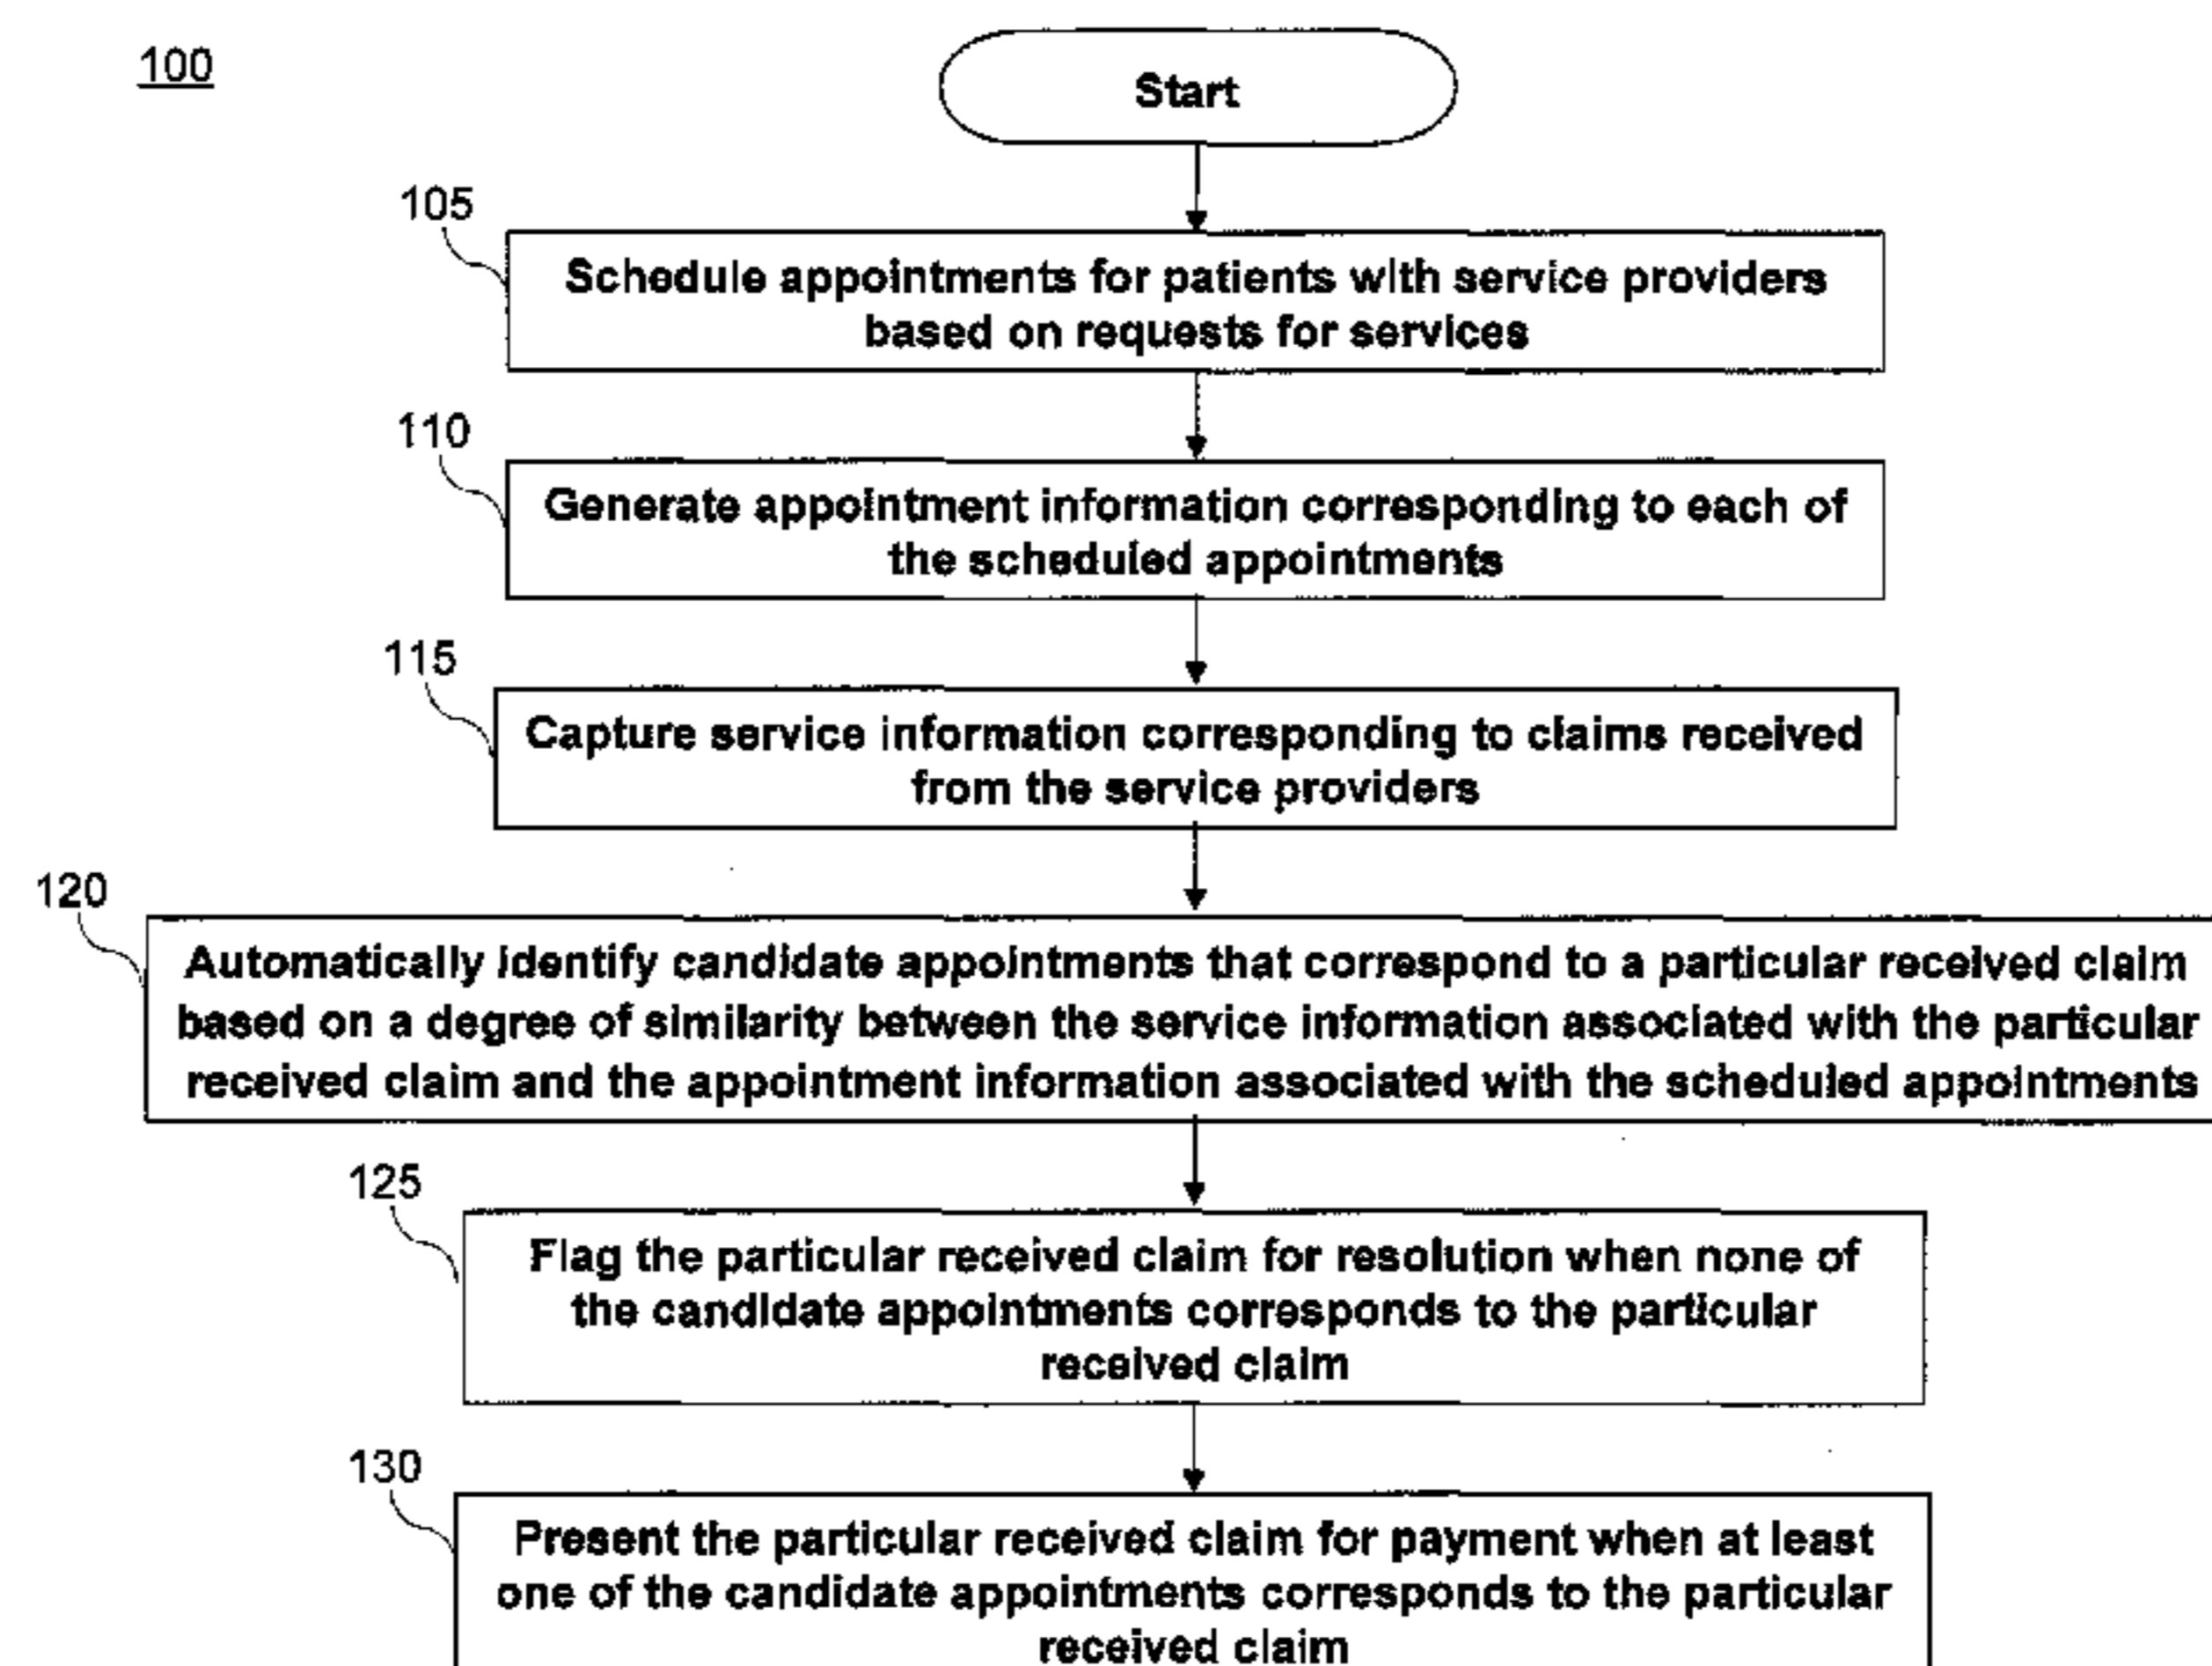 100
Start
105
Schedule appointments for patients with service providers
based on requests for services
110
Generate appointment information corresponding to each of
the scheduled appointments
115
Capture service information corresponding to claims received
from the service providers
120
Automatically identify candidate appointments that correspond to a particular received claim
based on a degree of similarity between the service information associated with the particular
received claim and the appointment information associated with the scheduled appointments
125
Flag the particular received claim for resolution when none of
the candidate appointments corresponds to the particular
received claim
130
Present the particular received claim for payment when at least
one of the candidate appointments corresponds to the particular
received claim